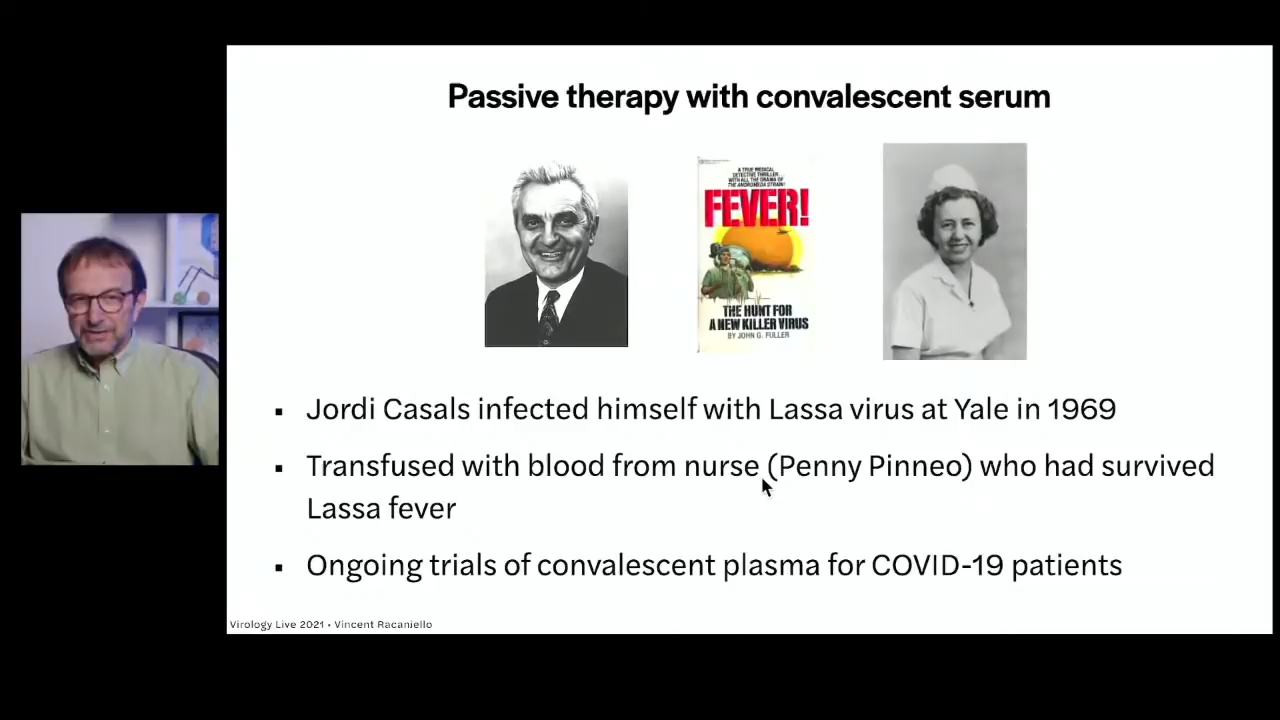 Passive therapy with convalescent serum
A TRUE MEDICAL
DETECTIVE THRILLER...
WITH ALL THE DRAMA OF
THE ANDROMEDA STRAIN!
FEVER!
THE HUNT FOR
A NEW KILLER VIRUS
BY JOHN G. FULLER
▪ Jordi Casals infected himself with Lassa virus at Yale in 1969
▪ Transfused with blood from nurse (Penny Pinneo) who had survived
Lassa fever
▪ Ongoing trials of convalescent plasma for COVID-19 patients
Virology Live 2021 • Vincent Racaniello